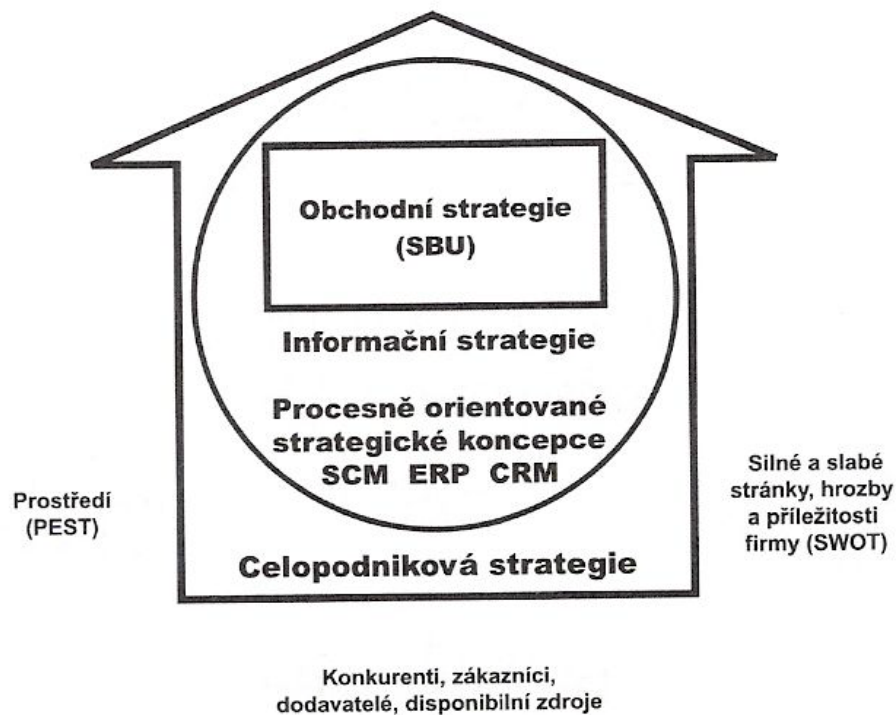 Obchodní strategie
(SBU)
Informační strategie
Procesně orientované
strategické koncepce
SCM ERP CRM
Celopodniková strategie
Prostředí
(PEST)
Silné a slabé
stránky, hrozby
a příležitosti
firmy (SWOT)
Konkurenti, zákazníci,
dodavatelé, disponibilní zdroje